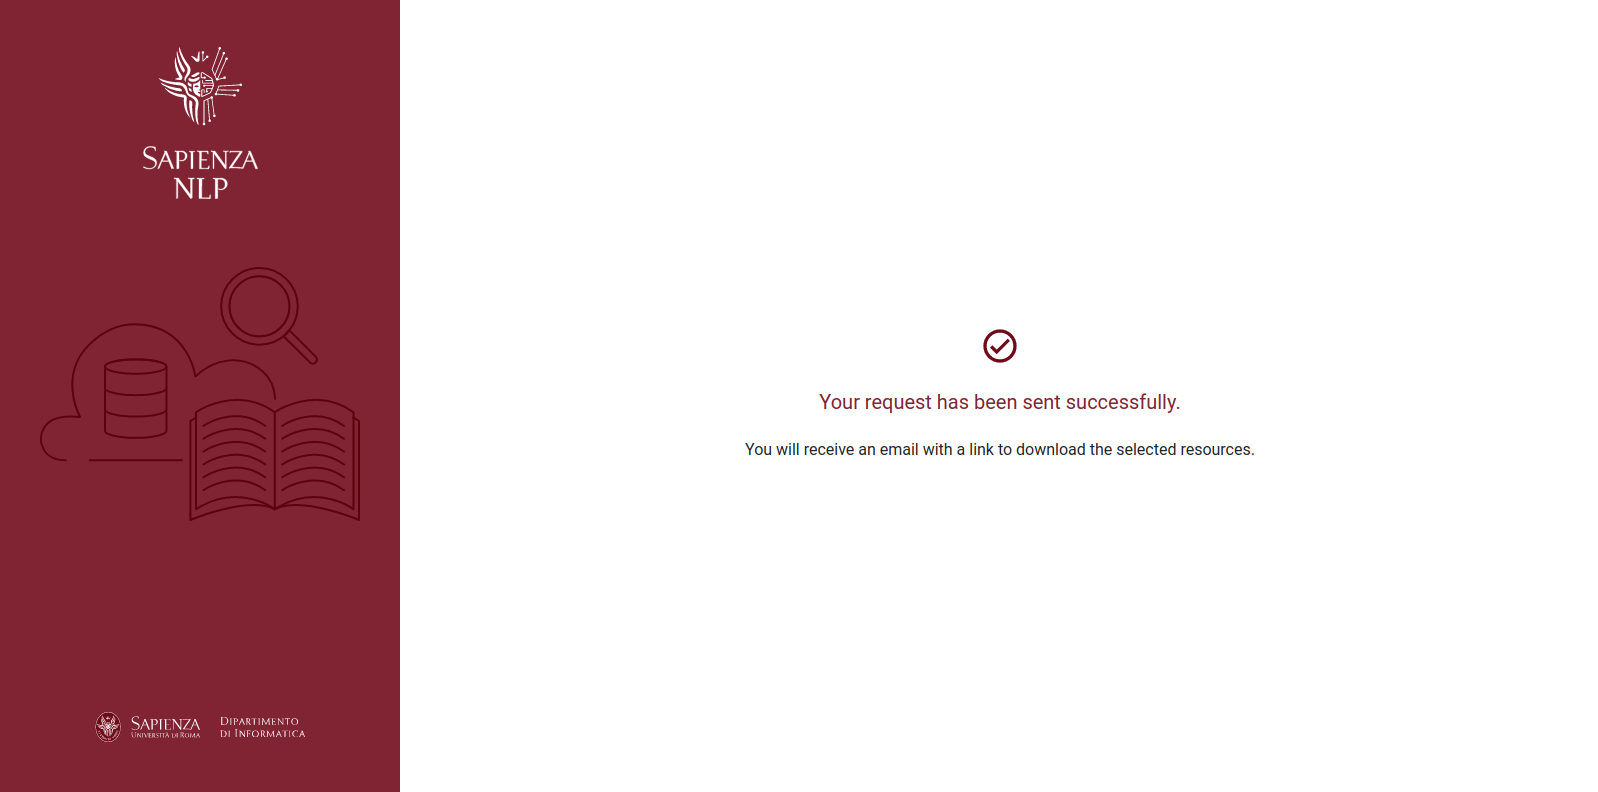 SAPIENZA
NLP
Your request has been sent successfully.
You will receive an email with a link to download the selected resources.
SAPIENZA
UNIVERSITÀ DI ROMA
DIPARTIMENTO
DI INFORMATICA